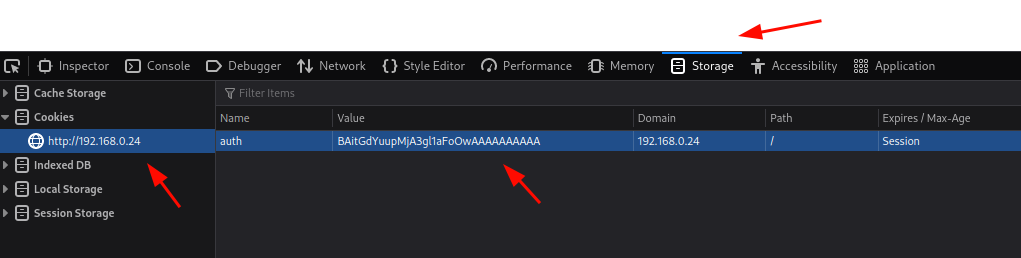 Inspector Console Debugger Network Style Editor Performance Memory Storage Accessibility Application
Cache Storage
Filter Items
Cookies
Name Value Domain Path Expires / Max-Age
http://192.168.0.24
auth BAitGdYuupMjA3gl1aFoOwAAAAAAAAAA 192.168.0.24 / Session
Indexed DB
Local Storage
Session Storage